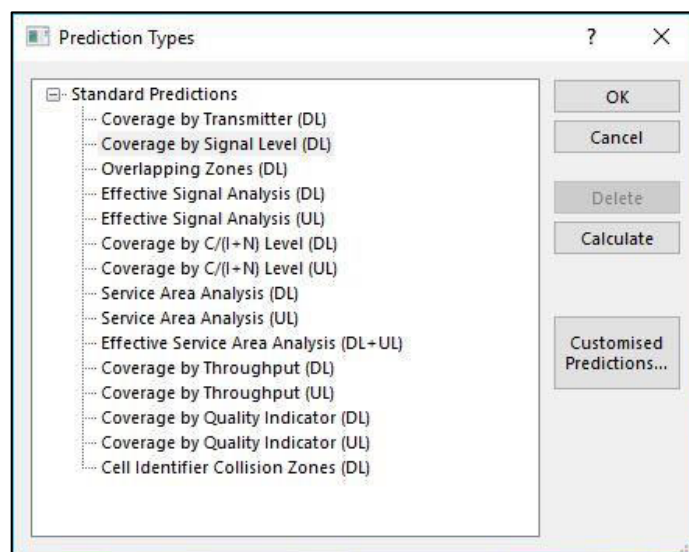 Prediction Types
?
Standard Predictions
Coverage by Transmitter (DL)
Coverage by Signal Level (DL)
Overlapping Zones (DL)
Effective Signal Analysis (DL)
Effective Signal Analysis (UL)
Coverage by C/(I+N) Level (DL)
Coverage by C/(I+N) Level (UL)
Service Area Analysis (DL)
Service Area Analysis (UL)
Effective Service Area Analysis (DL+UL)
Coverage by Throughput (DL)
Coverage by Throughput (UL)
Coverage by Quality Indicator (DL)
Coverage by Quality Indicator (UL)
Cell Identifier Collision Zones (DL)
OK
Cancel
Delete
Calculate
Customised
Predictions...